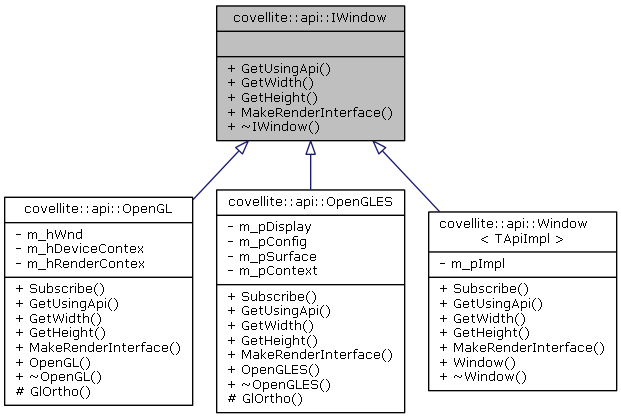 covellite::api::IWindow
+ GetUsingApi()
+ GetWidth()
+ GetHeight()
+ MakeRenderInterface()
+ ~IWindow()
covellite::api::OpenGL
- m_hWnd
- m_hDeviceContex
- m_hRenderContex
+ Subscribe()
+ GetUsingApi()
+ GetWidth()
+ GetHeight()
+ MakeRenderInterface()
+ OpenGL()
+ ~OpenGL()
# GlOrtho()
covellite::api::OpenGLES
- m_pDisplay
- m_pConfig
- m_pSurface
- m_pContext
+ Subscribe()
+ GetUsingApi()
+ GetWidth()
+ GetHeight()
+ MakeRenderInterface()
+ OpenGLES()
+ ~OpenGLES()
# GlOrtho()
covellite::api::Window
< TApiImpl >
- m_pImpl
+ Subscribe()
+ GetUsingApi()
+ GetWidth()
+ GetHeight()
+ MakeRenderInterface()
+ Window()
+ ~Window()